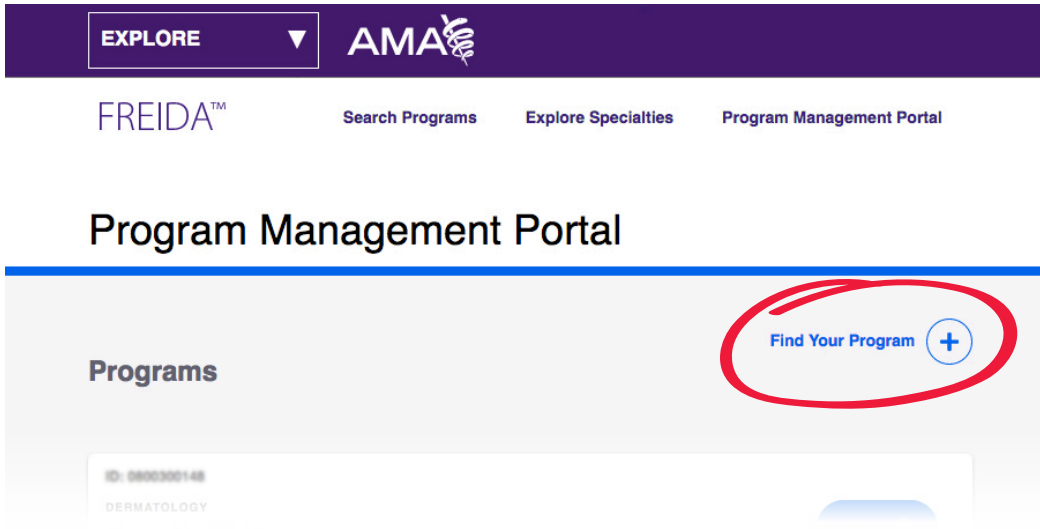 EXPLORE ▼ AMA
FREIDA™ Search Programs Explore Specialties Program Management Portal
Program Management Portal
Find Your Program +
Programs
ID: 0800300148
DERMATOLOGY